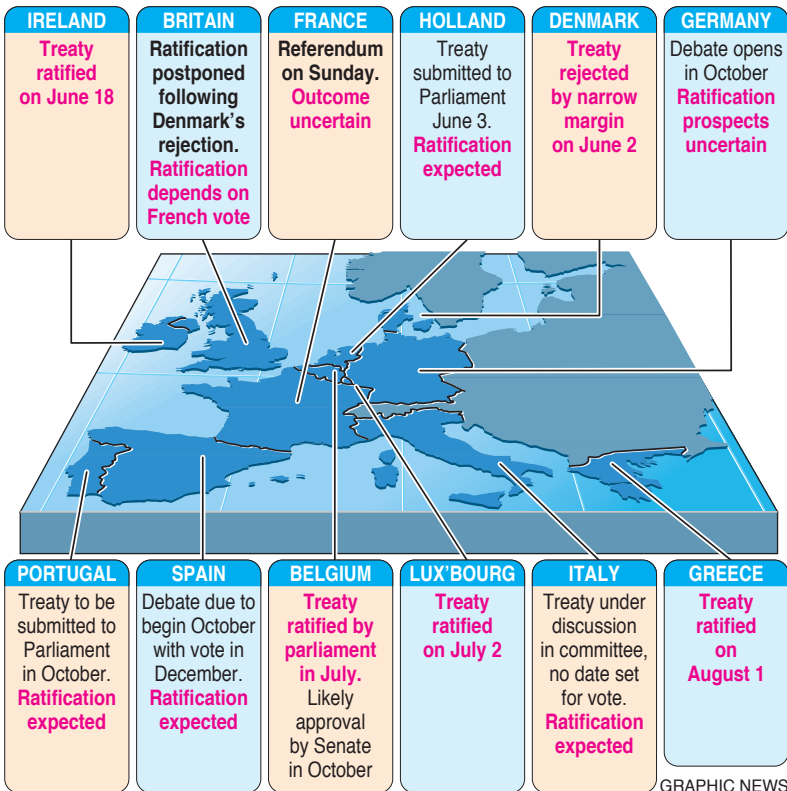 IRELAND
Treaty
ratified
on June 18
BRITAIN
Ratification
postponed
following
Denmark's
rejection.
Ratification
depends on
French vote
FRANCE
Referendum
on Sunday.
Outcome
uncertain
HOLLAND
Treaty
submitted to
Parliament
June 3.
Ratification
expected
DENMARK
Treaty
rejected
by narrow
margin
on June 2
GERMANY
Debate opens
in October
Ratification
prospects
uncertain
PORTUGAL
Treaty to be
submitted to
Parliament
in October.
Ratification
expected
SPAIN
Debate due to
begin October
with vote in
December.
Ratification
expected
BELGIUM
Treaty
ratified by
parliament
in July.
Likely
approval
by Senate
in October
LUX'BOURG
Treaty
ratified
on July 2
ITALY
Treaty under
discussion
in committee,
no date set
for vote.
Ratification
expected
GREECE
Treaty
ratified
on
August 1
GRAPHIC NEWS